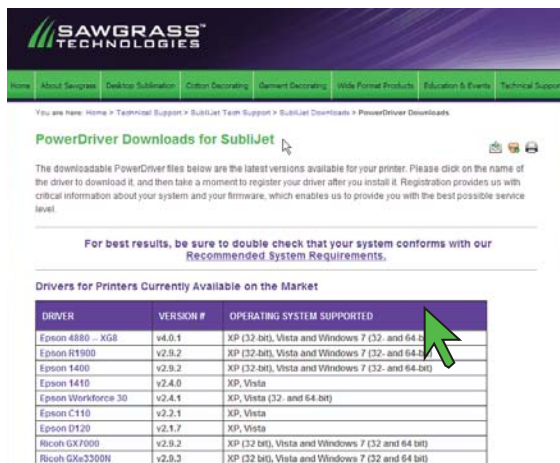 SAWGRASS™
TECHNOLOGIES
Home About Sawgrass Desktop Sublimation Cotton Decorating Garment Decorating Wide Format Products Education & Events Technical Support
You are here: Home > Technical Support > SubliJet Tech Support > SubliJet Downloads > PowerDriver Downloads
PowerDriver Downloads for SubliJet
The downloadable PowerDriver files below are the latest versions available for your printer. Please click on the name of
the driver to download it, and then take a moment to register your driver after you install it. Registration provides us with
critical information about your system and your firmware, which enables us to provide you with the best possible service
level.
For best results, be sure to double check that your system conforms with our
Recommended System Requirements.
Drivers for Printers Currently Available on the Market
DRIVER VERSION # OPERATING SYSTEM SUPPORTED
Epson 4880 -- XG8 v4.0.1 XP (32-bit), Vista and Windows 7 (32- and 64-b
Epson R1900 v2.9.2 XP (32-bit), Vista and Windows 7 (32- and 64-b
Epson 1400 v2.9.2 XP (32-bit), Vista and Windows 7 (32- and 64-bit)
Epson 1410 v2.4.0 XP, Vista
Epson Workforce 30 v2.4.1 XP, Vista (32- and 64-bit)
Epson C110 v2.2.1 XP, Vista
Epson D120 v2.1.7 XP, Vista
Ricoh GX7000 v2.9.2 XP (32 bit), Vista and Windows 7 (32 and 64 bit)
Ricoh GXe3300N v2.9.3 XP (32 bit), Vista and Windows 7 (32 and 64 bit)